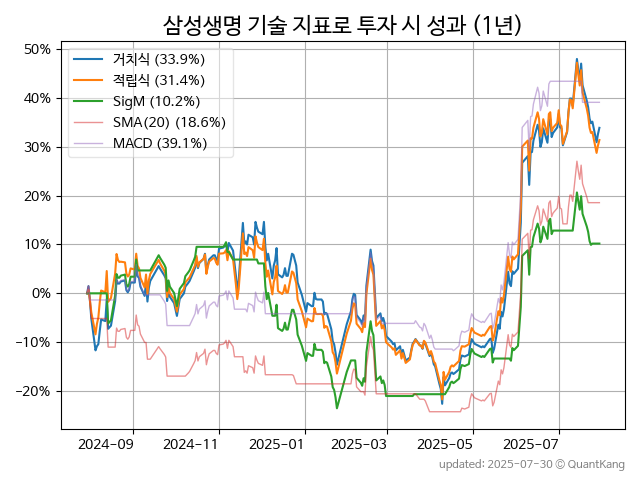 삼성생명 기술 지표로 투자 시 성과 (1년)
50%
40%
30%
20%
10%
0%
−10%
−20%
거치식 (33.9%)
적립식 (31.4%)
SigM (10.2%)
SMA(20) (18.6%)
MACD (39.1%)
2024-09 2024-11 2025-01 2025-03 2025-05 2025-07
updated: 2025-07-30 © QuantKang